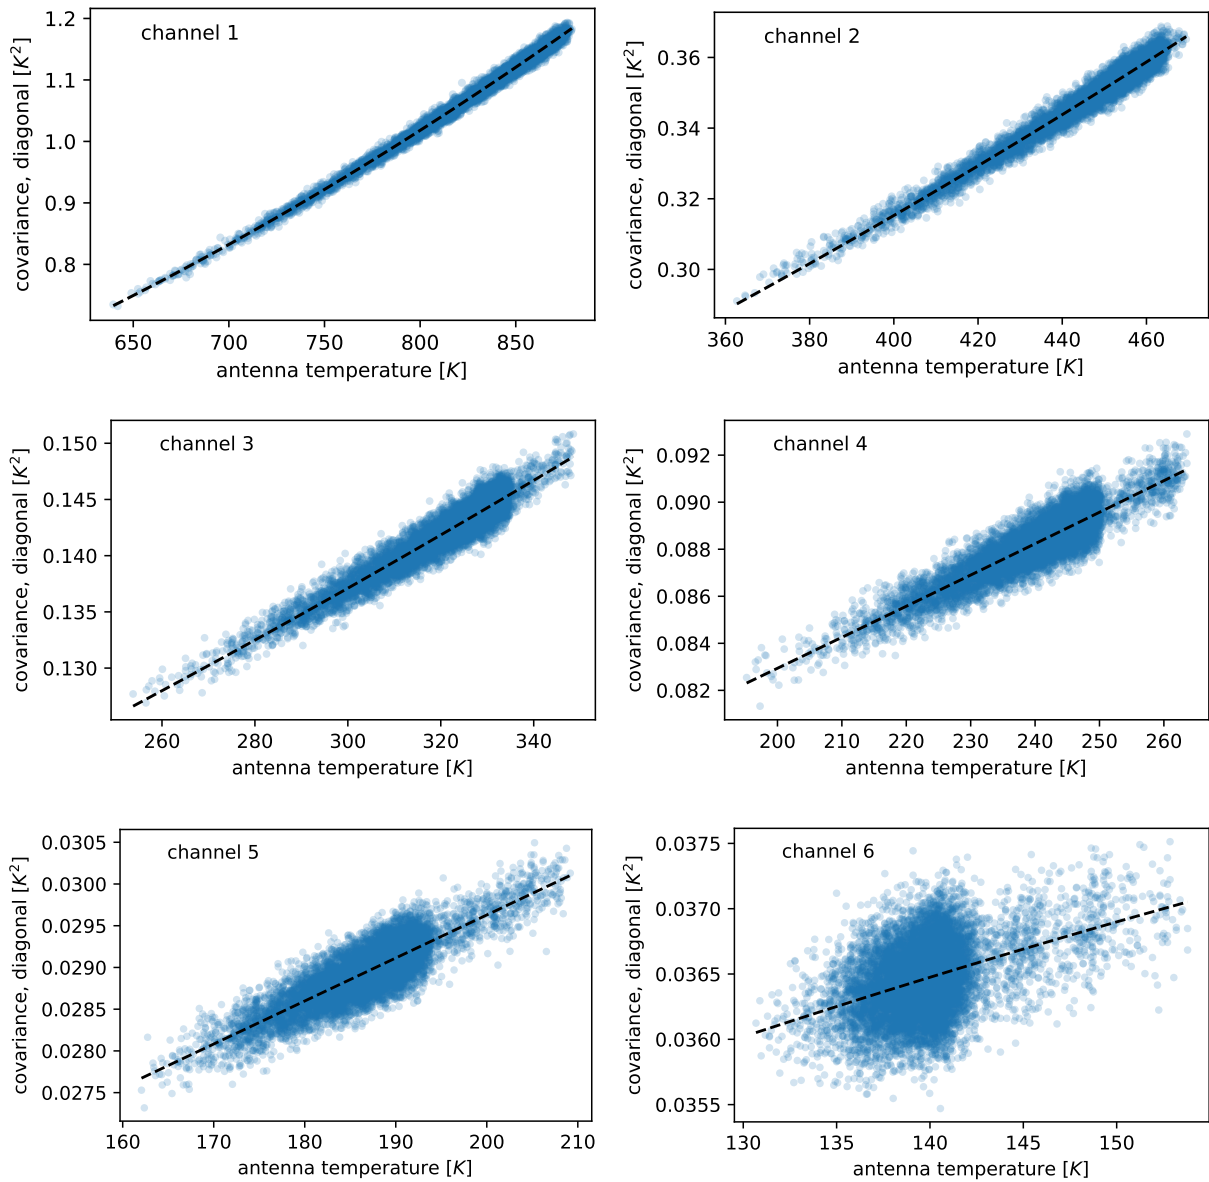 channel 1
covariance, diagonal [K²]
1.2
1.1
1.0
0.9
0.8
650 700 750 800 850
antenna temperature [K]
channel 2
covariance, diagonal [K²]
0.36
0.34
0.32
0.30
360 380 400 420 440 460
antenna temperature [K]
channel 3
covariance, diagonal [K²]
0.150
0.145
0.140
0.135
0.130
260 280 300 320 340
antenna temperature [K]
channel 4
covariance, diagonal [K²]
0.092
0.090
0.088
0.086
0.084
0.082
200 210 220 230 240 250 260
antenna temperature [K]
channel 5
covariance, diagonal [K²]
0.0305
0.0300
0.0295
0.0290
0.0285
0.0280
0.0275
160 170 180 190 200 210
antenna temperature [K]
channel 6
covariance, diagonal [K²]
0.0375
0.0370
0.0365
0.0360
0.0355
130 135 140 145 150
antenna temperature [K]